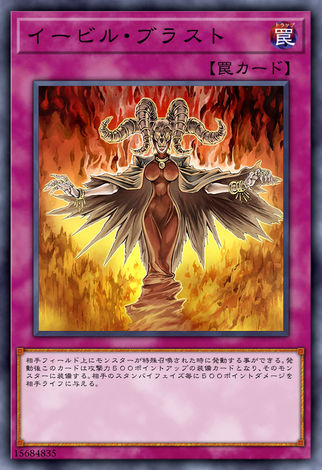 イービル・ブラスト
トラップ
罠
【罠カード】
相手フィールド上にモンスターが特殊召喚された時に発動する事ができる。発
動後このカードは攻撃力５００ポイントアップの装備カードとなり、そのモン
スターに装備する。相手のスタンバイフェイズ毎に５００ポイントダメージを
相手ライフに与える。
15684835